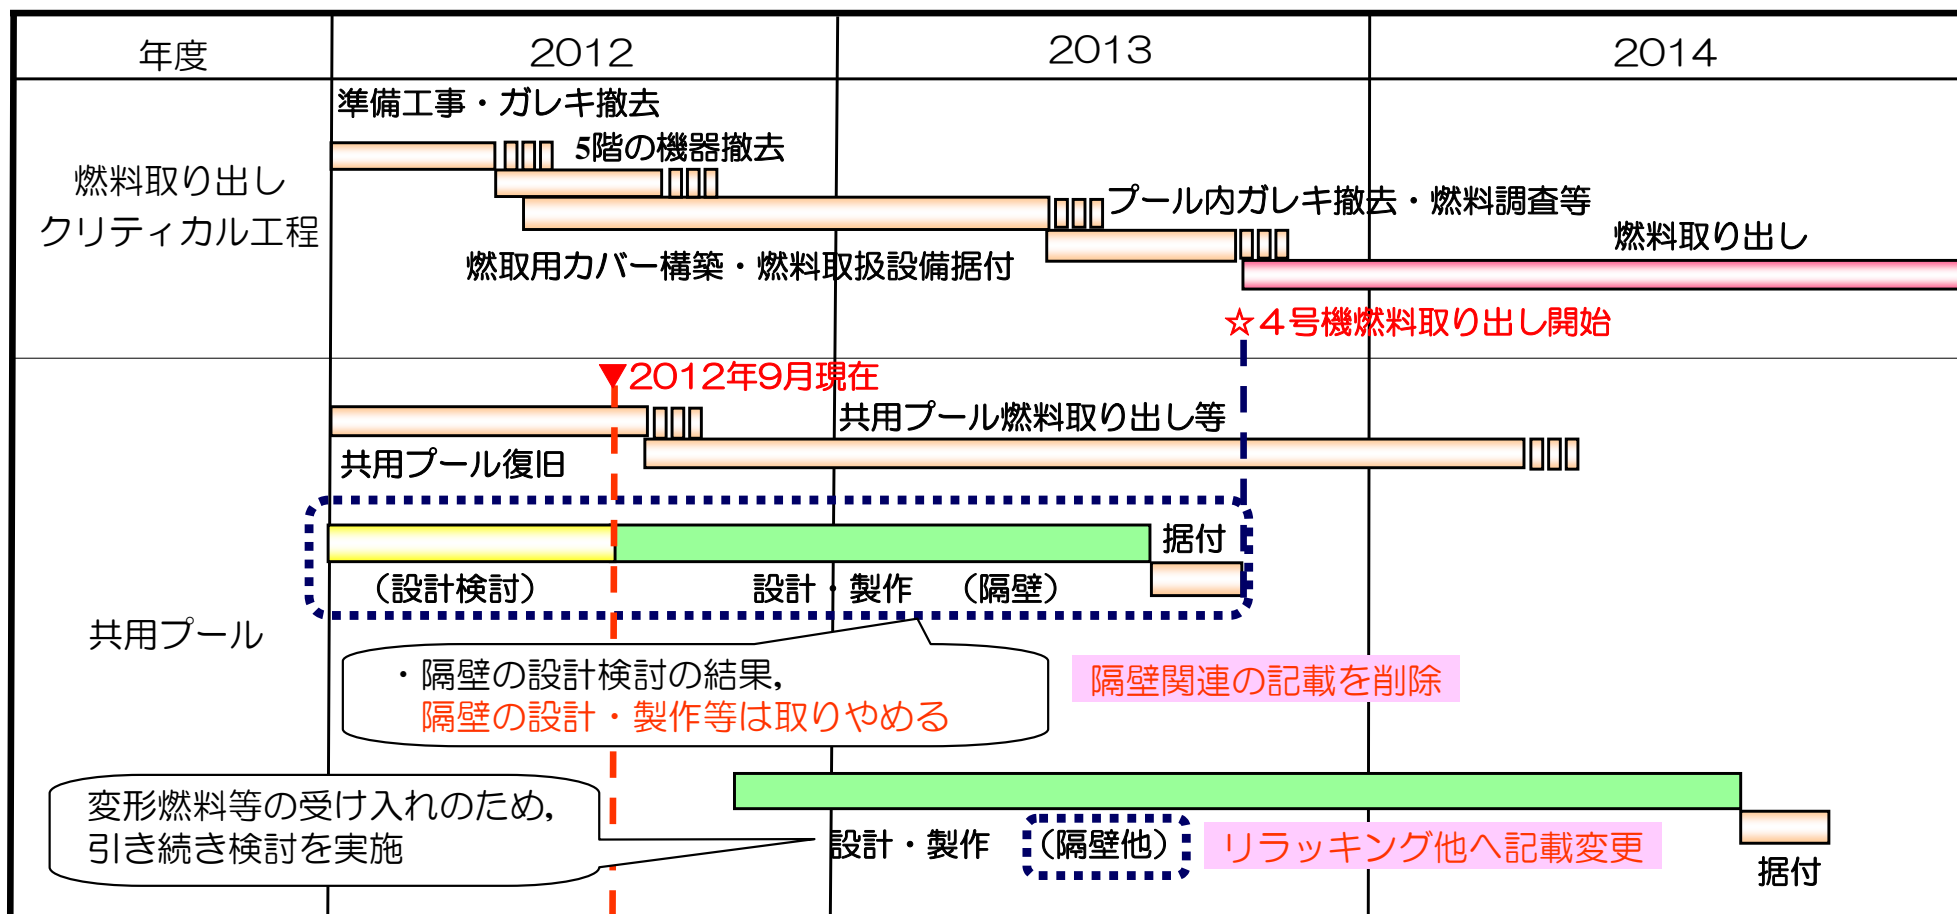 年度
2012
2013
2014
準備工事・ガレキ撤去
5階の機器撤去
燃料取り出し
クリティカル工程
プール内ガレキ撤去・燃料調査等
燃料取り出し
燃取用カバー構築・燃料取扱設備据付
☆4号機燃料取り出し開始
▼2012年9月現在
共用プール燃料取り出し等
共用プール復旧
据付
（設計検討）
設計・製作　（隔壁）
共用プール
・隔壁の設計検討の結果,
隔壁の設計・製作等は取りやめる
隔壁関連の記載を削除
変形燃料等の受け入れのため,
引き続き検討を実施
設計・製作　（隔壁他）
リラッキング他へ記載変更
据付